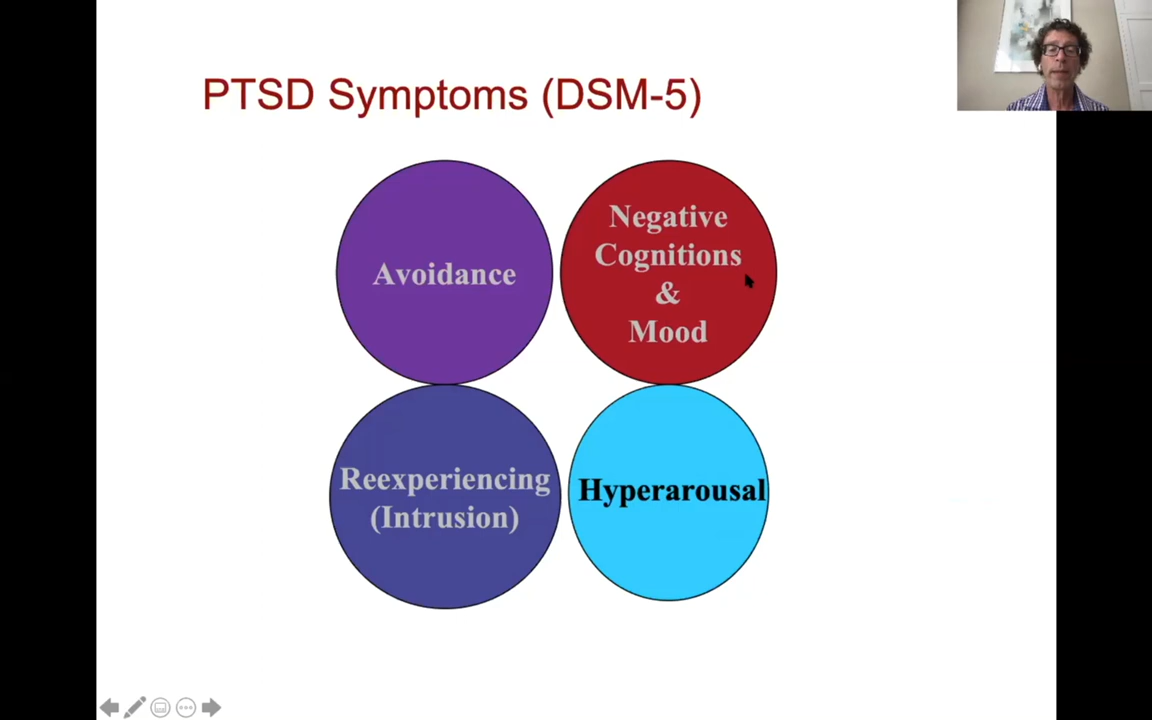 PTSD Symptoms (DSM-5)
Avoidance
Negative
Cognitions
&
Mood
Reexperiencing
(Intrusion)
Hyperarousal